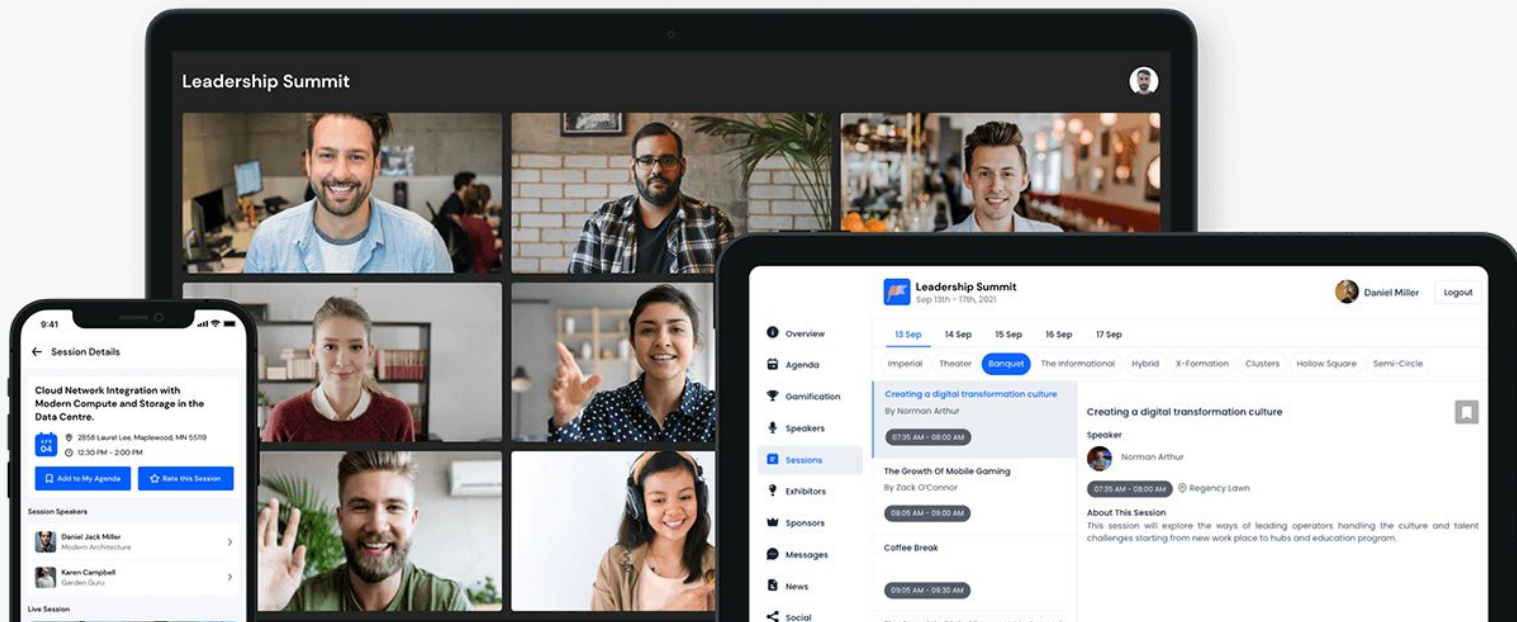 Leadership Summit
9:41
Session Details
Cloud Network Integration with
Modern Compute and Storage in the
Data Centre.
APR
04
2858 Laurel Lee, Maplewood, MN 55119
12:30 PM - 2:00 PM
Add to My Agenda
Rate this Session
Session Speakers
Daniel Jack Miller
Modern Architecture
Karen Campbell
Garden Guru
Live Session
Leadership Summit
Sep 13th - 17th, 2021
Daniel Miller
Logout
Overview
Agenda
Gamification
Speakers
Sessions
Exhibitors
Sponsors
Messages
News
Social
13 Sep 14 Sep 15 Sep 16 Sep 17 Sep
Imperial Theater Banquet The Informational Hybrid X-Formation Clusters Hollow Square Semi-Circle
Creating a digital transformation culture
By Norman Arthur
07:35 AM - 08:00 AM
The Growth Of Mobile Gaming
By Zack O'Connor
08:05 AM - 09:00 AM
Coffee Break
09:05 AM - 09:30 AM
Creating a digital transformation culture
Speaker
Norman Arthur
07:35 AM - 08:00 AM Regency Lawn
About This Session
This session will explore the ways of leading operators handling the culture and talent
challenges starting from new work place to hubs and education program.